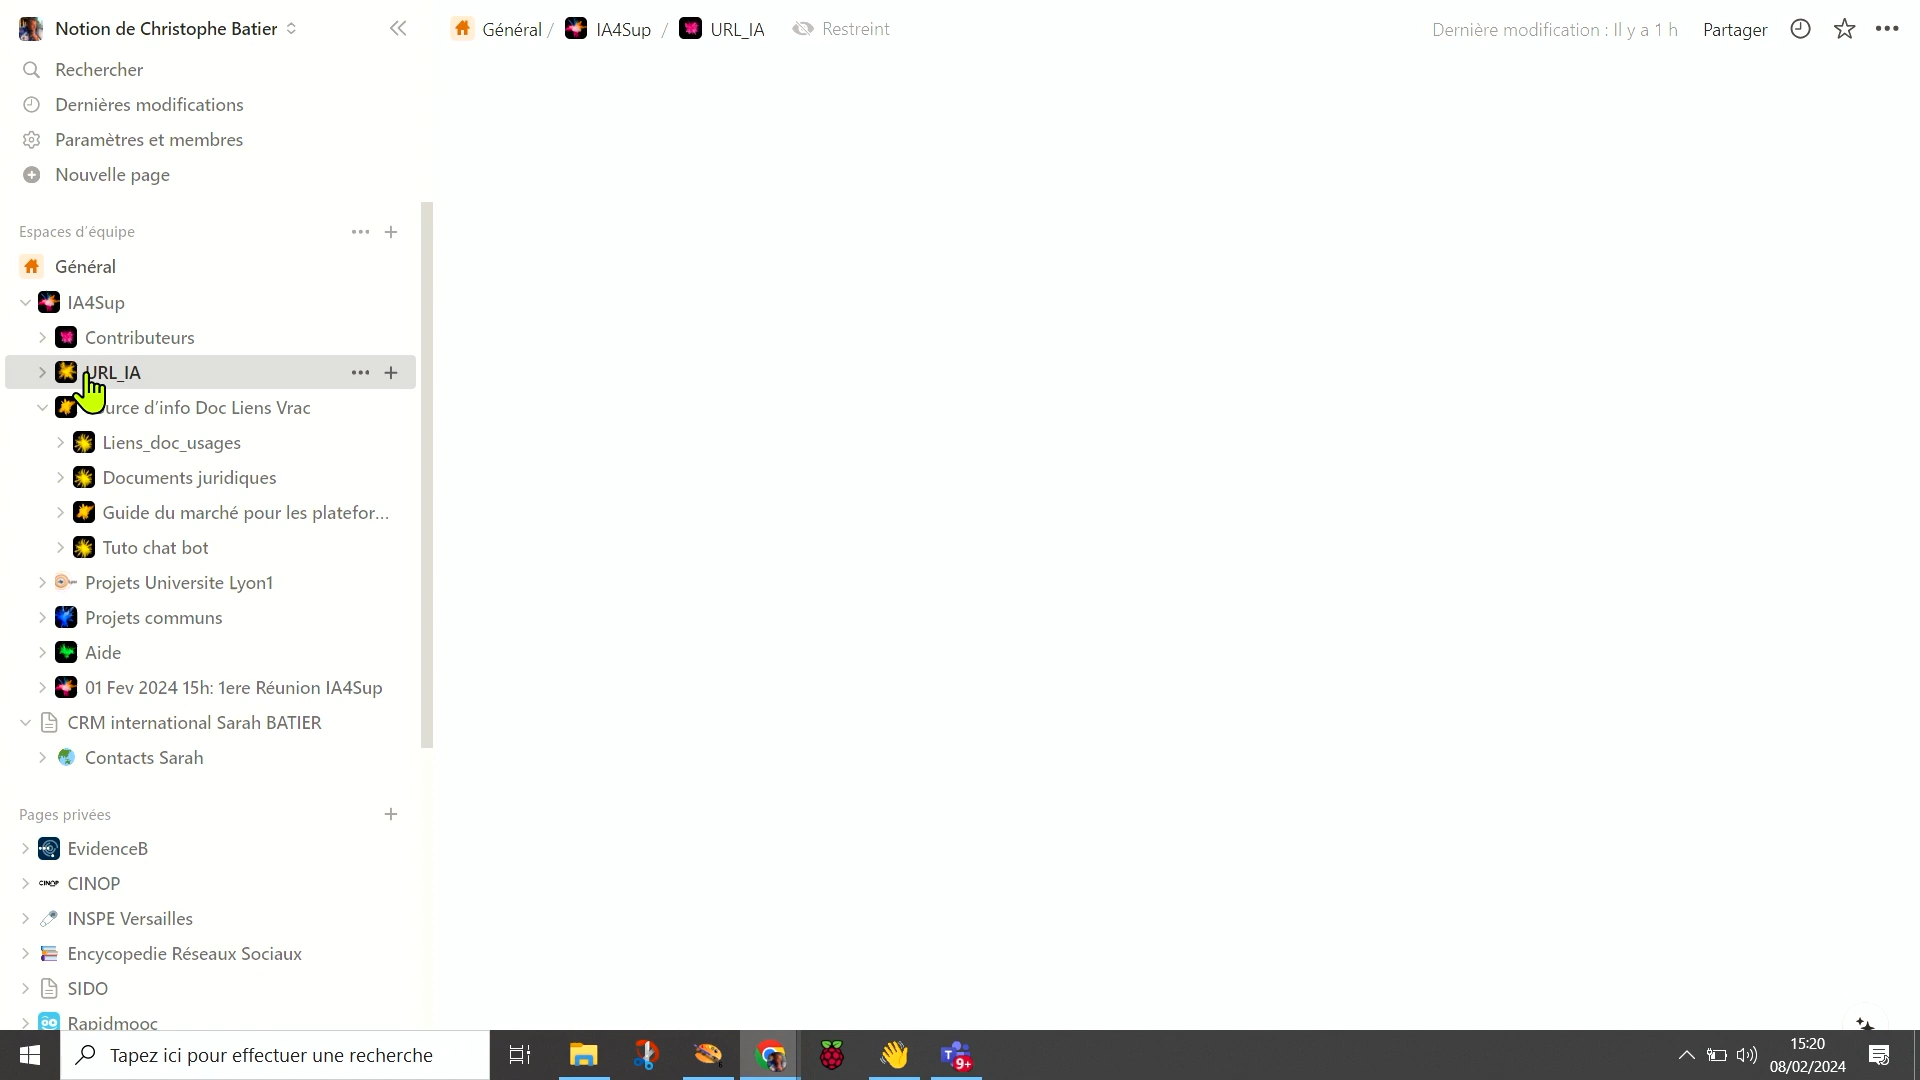 Notion de Christophe Batier
Général / IA4Sup / URL_IA Restreint
Dernière modification : Il y a 1 h Partager
Rechercher
Dernières modifications
Paramètres et membres
Nouvelle page
Espaces d'équipe
Général
IA4Sup
Contributeurs
URL_IA
urce d'info Doc Liens Vrac
Liens_doc_usages
Documents juridiques
Guide du marché pour les platefor...
Tuto chat bot
Projets Universite Lyon1
Projets communs
Aide
01 Fev 2024 15h: 1ere Réunion IA4Sup
CRM international Sarah BATIER
Contacts Sarah
Pages privées
EvidenceB
CINOP CINOP
INSPE Versailles
Encycopedie Réseaux Sociaux
SIDO
Rapidmooc
Tapez ici pour effectuer une recherche
T 9+
15:20
08/02/2024